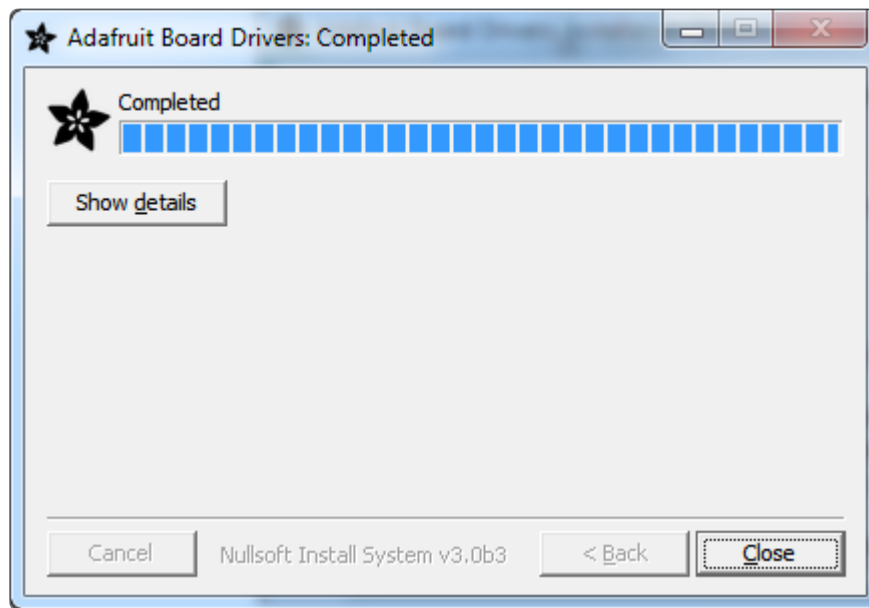 Adafruit Board Drivers: Completed
Completed
Show details
Cancel
Nullsoft Install System v3.0b3
< Back
Close